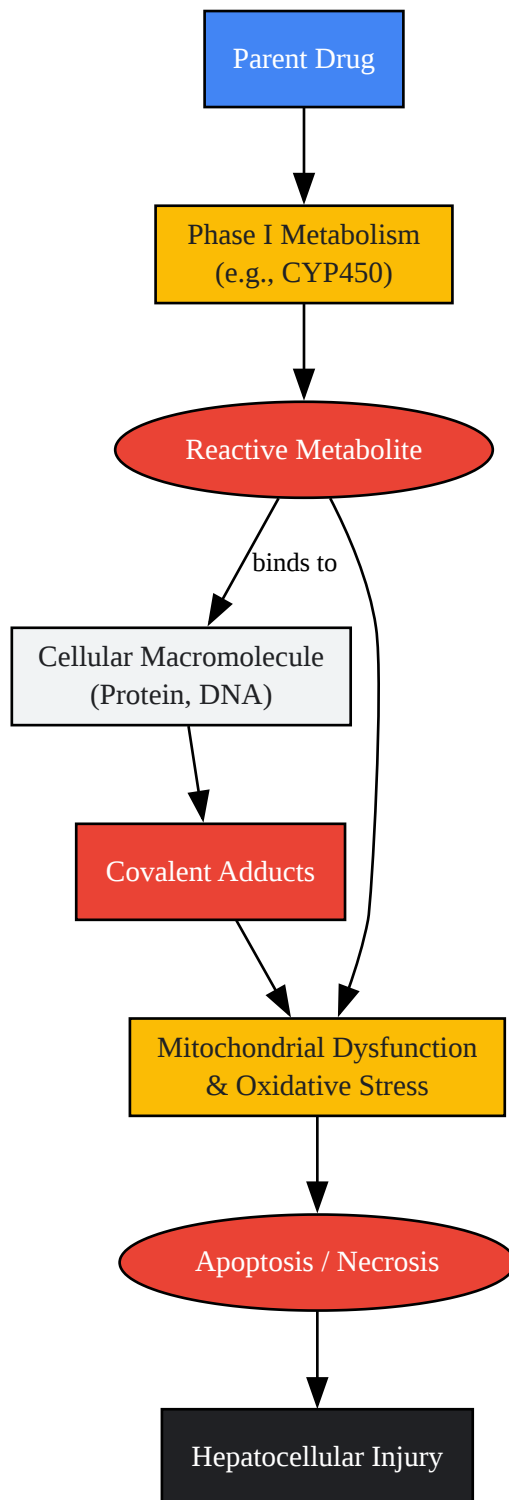 Parent Drug
Phase I Metabolism
(e.g., CYP450)
Reactive Metabolite
binds to
Cellular Macromolecule
(Protein, DNA)
Covalent Adducts
Mitochondrial Dysfunction
& Oxidative Stress
Apoptosis / Necrosis
Hepatocellular Injury